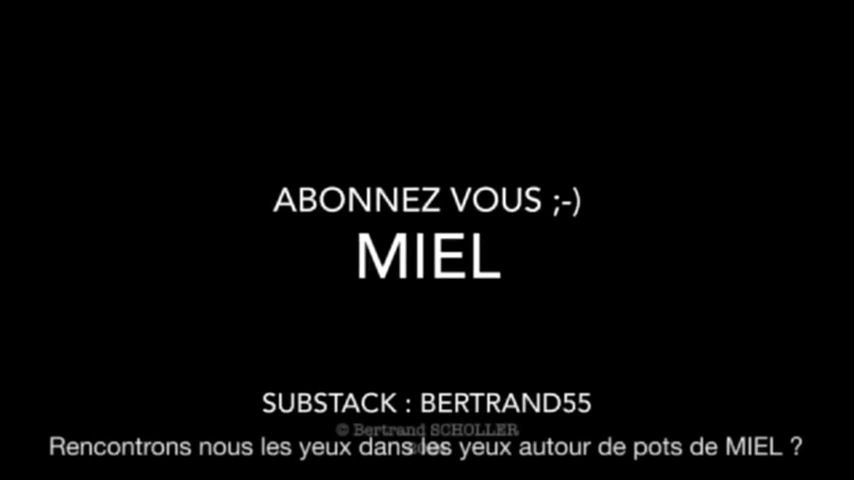 ABONNEZ VOUS ;-)
MIEL
SUBSTACK : BERTRAND55
© Bertrand SCHOLLER
Rencontrons nous les yeux dans les yeux autour de pots de MIEL ?